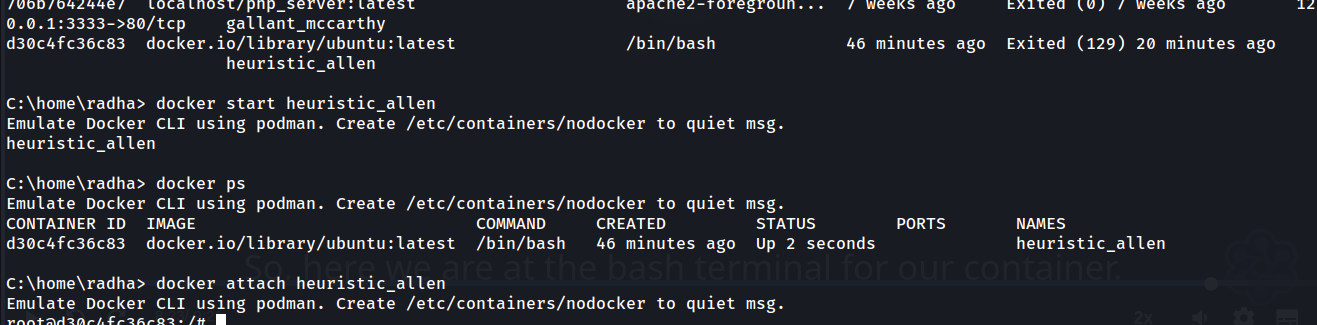 706b764244e7  localhost/php_server:latest                     apache2-foregroun...  7 weeks ago     Exited (0) 7 weeks ago       12
0.0.1:3333->80/tcp    gallant_mccarthy
d30c4fc36c83  docker.io/library/ubuntu:latest                 /bin/bash             46 minutes ago  Exited (129) 20 minutes ago
                      heuristic_allen
C:\home\radha> docker start heuristic_allen
Emulate Docker CLI using podman. Create /etc/containers/nodocker to quiet msg.
heuristic_allen
C:\home\radha> docker ps
Emulate Docker CLI using podman. Create /etc/containers/nodocker to quiet msg.
CONTAINER ID  IMAGE                            COMMAND     CREATED         STATUS        PORTS       NAMES
d30c4fc36c83  docker.io/library/ubuntu:latest  /bin/bash   46 minutes ago  Up 2 seconds              heuristic_allen
So, here we are at the bash terminal for our container.
C:\home\radha> docker attach heuristic_allen
Emulate Docker CLI using podman. Create /etc/containers/nodocker to quiet msg.
root@d30c4fc36c83:/#
2x